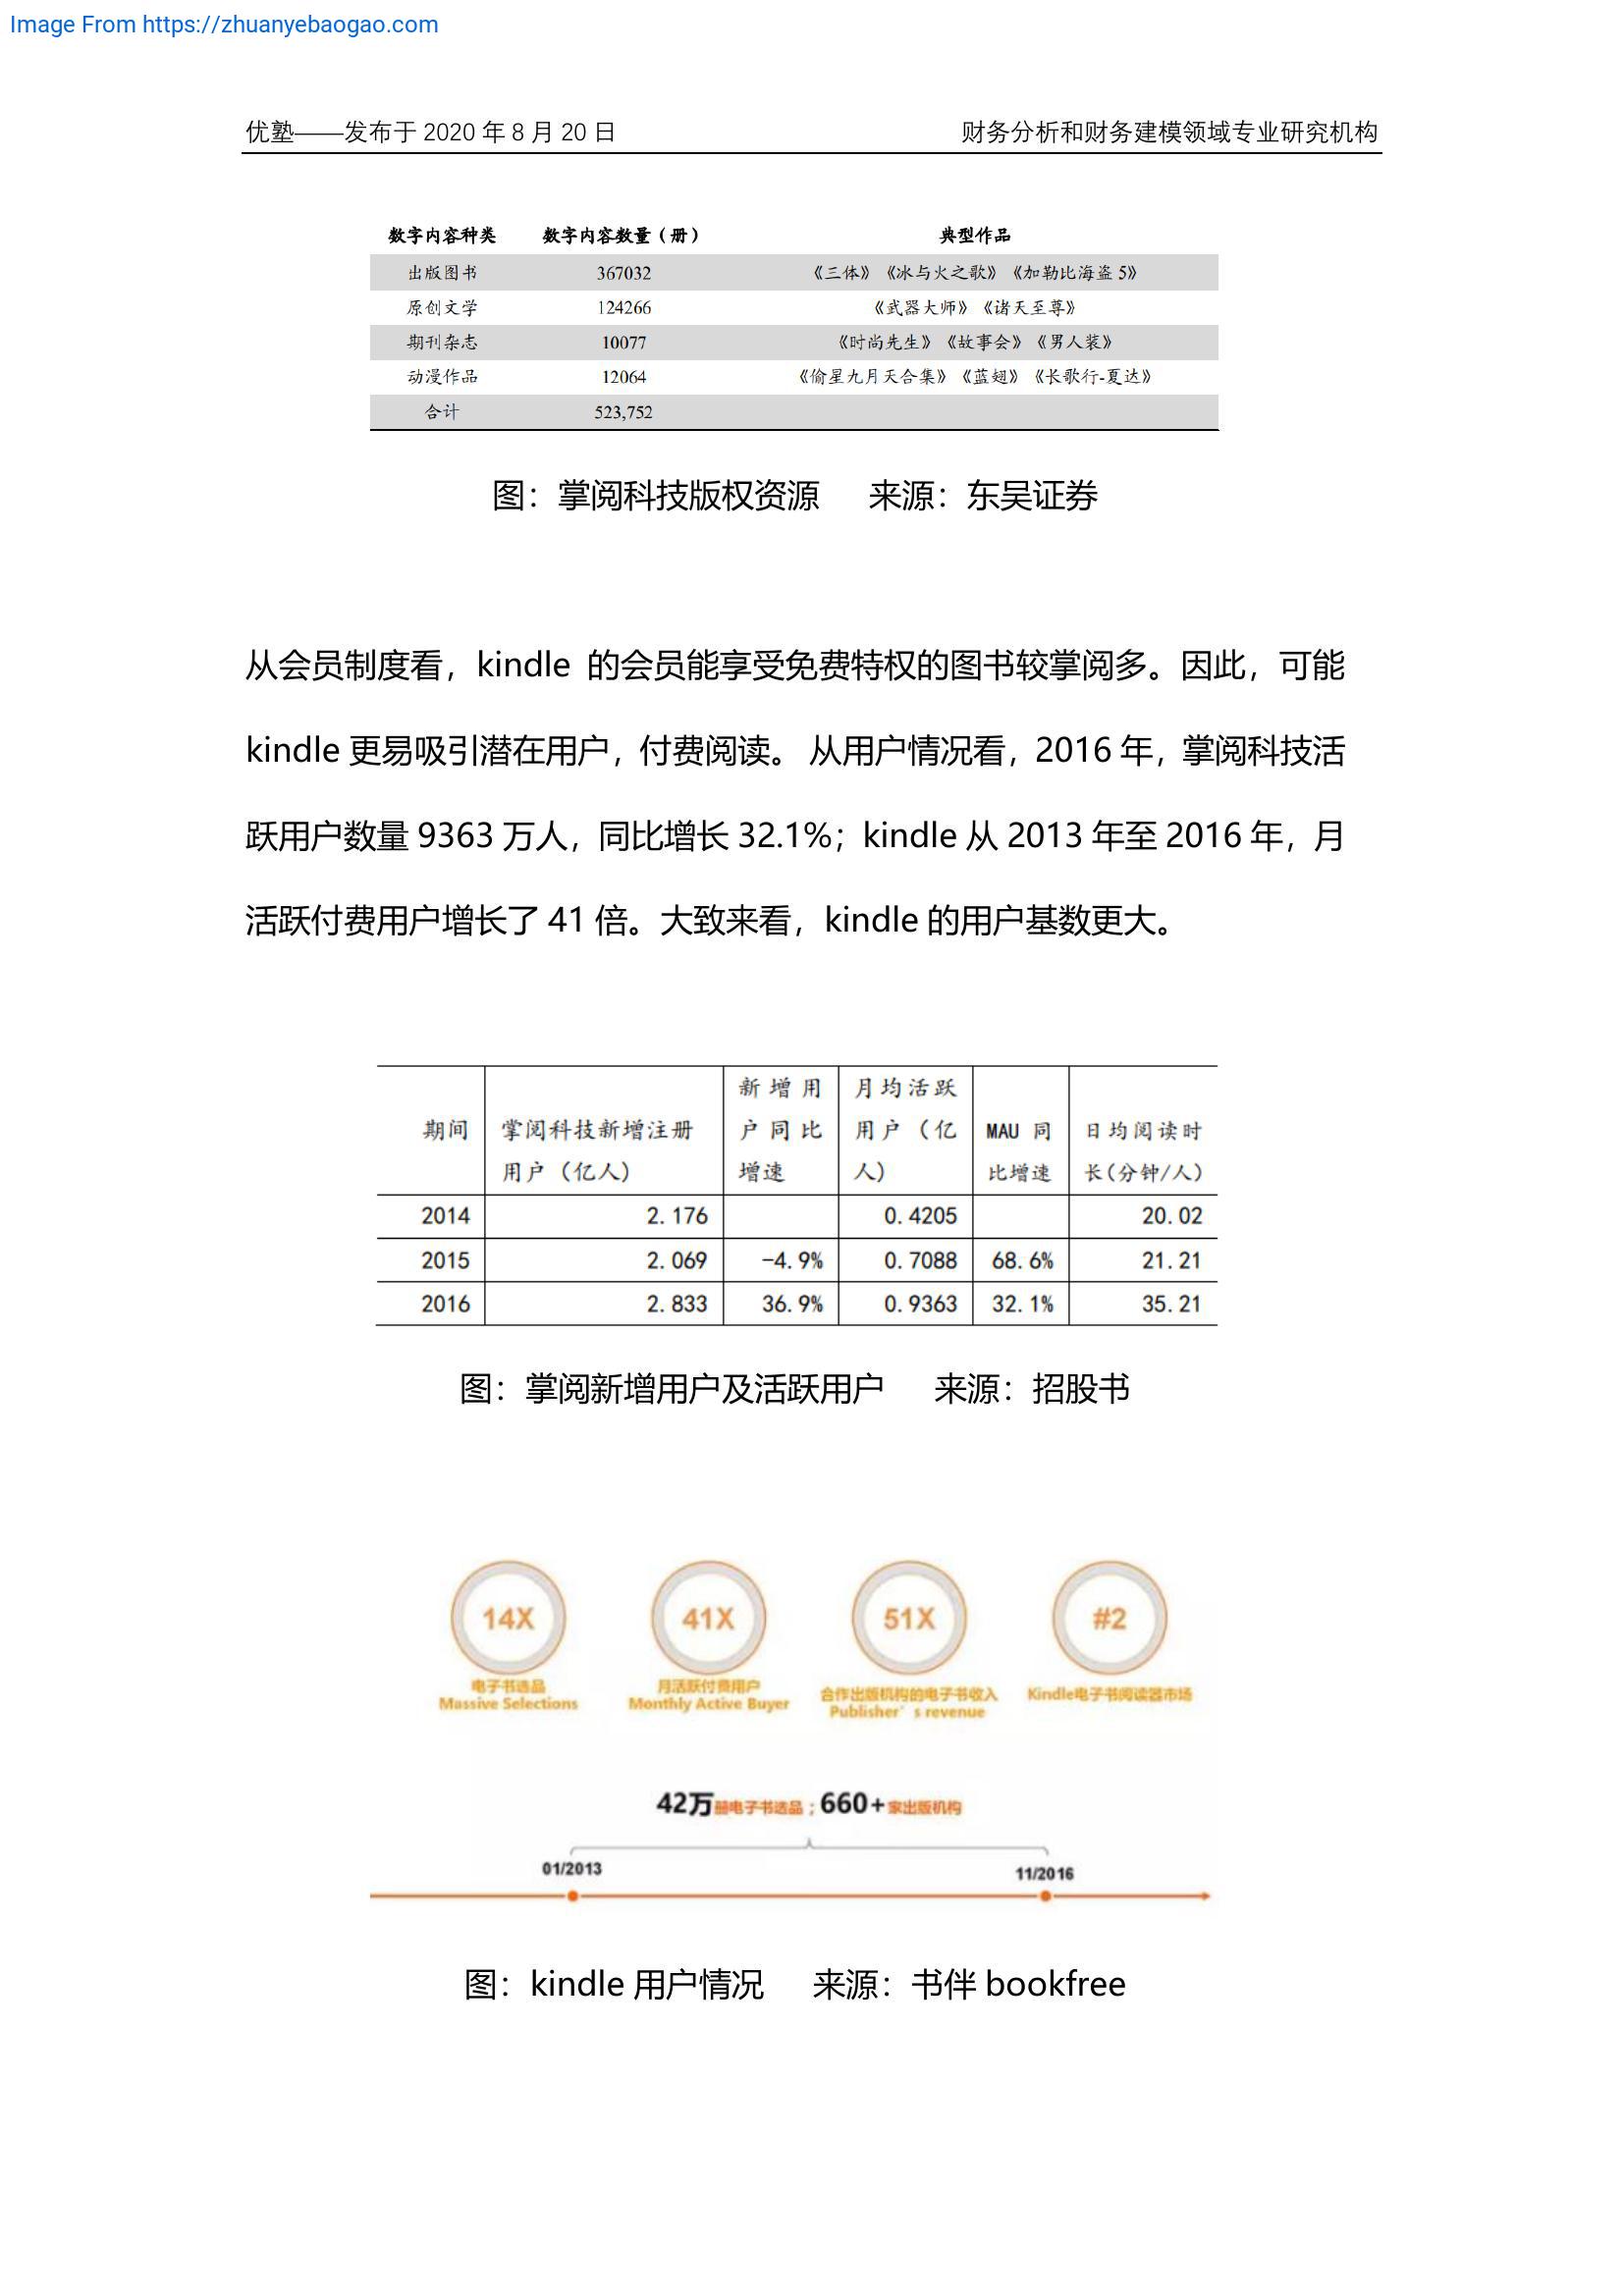 Image From https://zhuanyebaogao.com
优塾——发布于 2020 年 8 月 20 日 财务分析和财务建模领域专业研究机构
数字内容种类 数字内容数量（册） 典型作品
出版图书 367032 《三体》《冰与火之歌》《加勒比海盗 5》
原创文学 124266 《武器大师》《诸天至尊》
期刊杂志 10077 《时尚先生》《故事会》《男人装》
动漫作品 12064 《偷星九月天合集》《蓝翅》《长歌行-夏达》
合计 523,752
图：掌阅科技版权资源 来源：东吴证券
从会员制度看，kindle 的会员能享受免费特权的图书较掌阅多。因此，可能
kindle 更易吸引潜在用户，付费阅读。 从用户情况看，2016 年，掌阅科技活
跃用户数量 9363 万人，同比增长 32.1%；kindle 从 2013 年至 2016 年，月
活跃付费用户增长了 41 倍。大致来看，kindle 的用户基数更大。
新增用 月均活跃
期间 掌阅科技新增注册 户同比 用户（亿 MAU 同 日均阅读时
用户（亿人） 增速 人） 比增速 长(分钟/人)
2014 2.176 0.4205 20.02
2015 2.069 -4.9% 0.7088 68.6% 21.21
2016 2.833 36.9% 0.9363 32.1% 35.21
图：掌阅新增用户及活跃用户 来源：招股书
14X 41X 51X #2
电子书选品 月活跃付费用户 合作出版机构的电子书收入 Kindle电子书阅读器市场
Massive Selections Monthly Active Buyer Publisher’s revenue
42万册电子书选品；660+家出版机构
01/2013 11/2016
图：kindle 用户情况 来源：书伴 bookfree